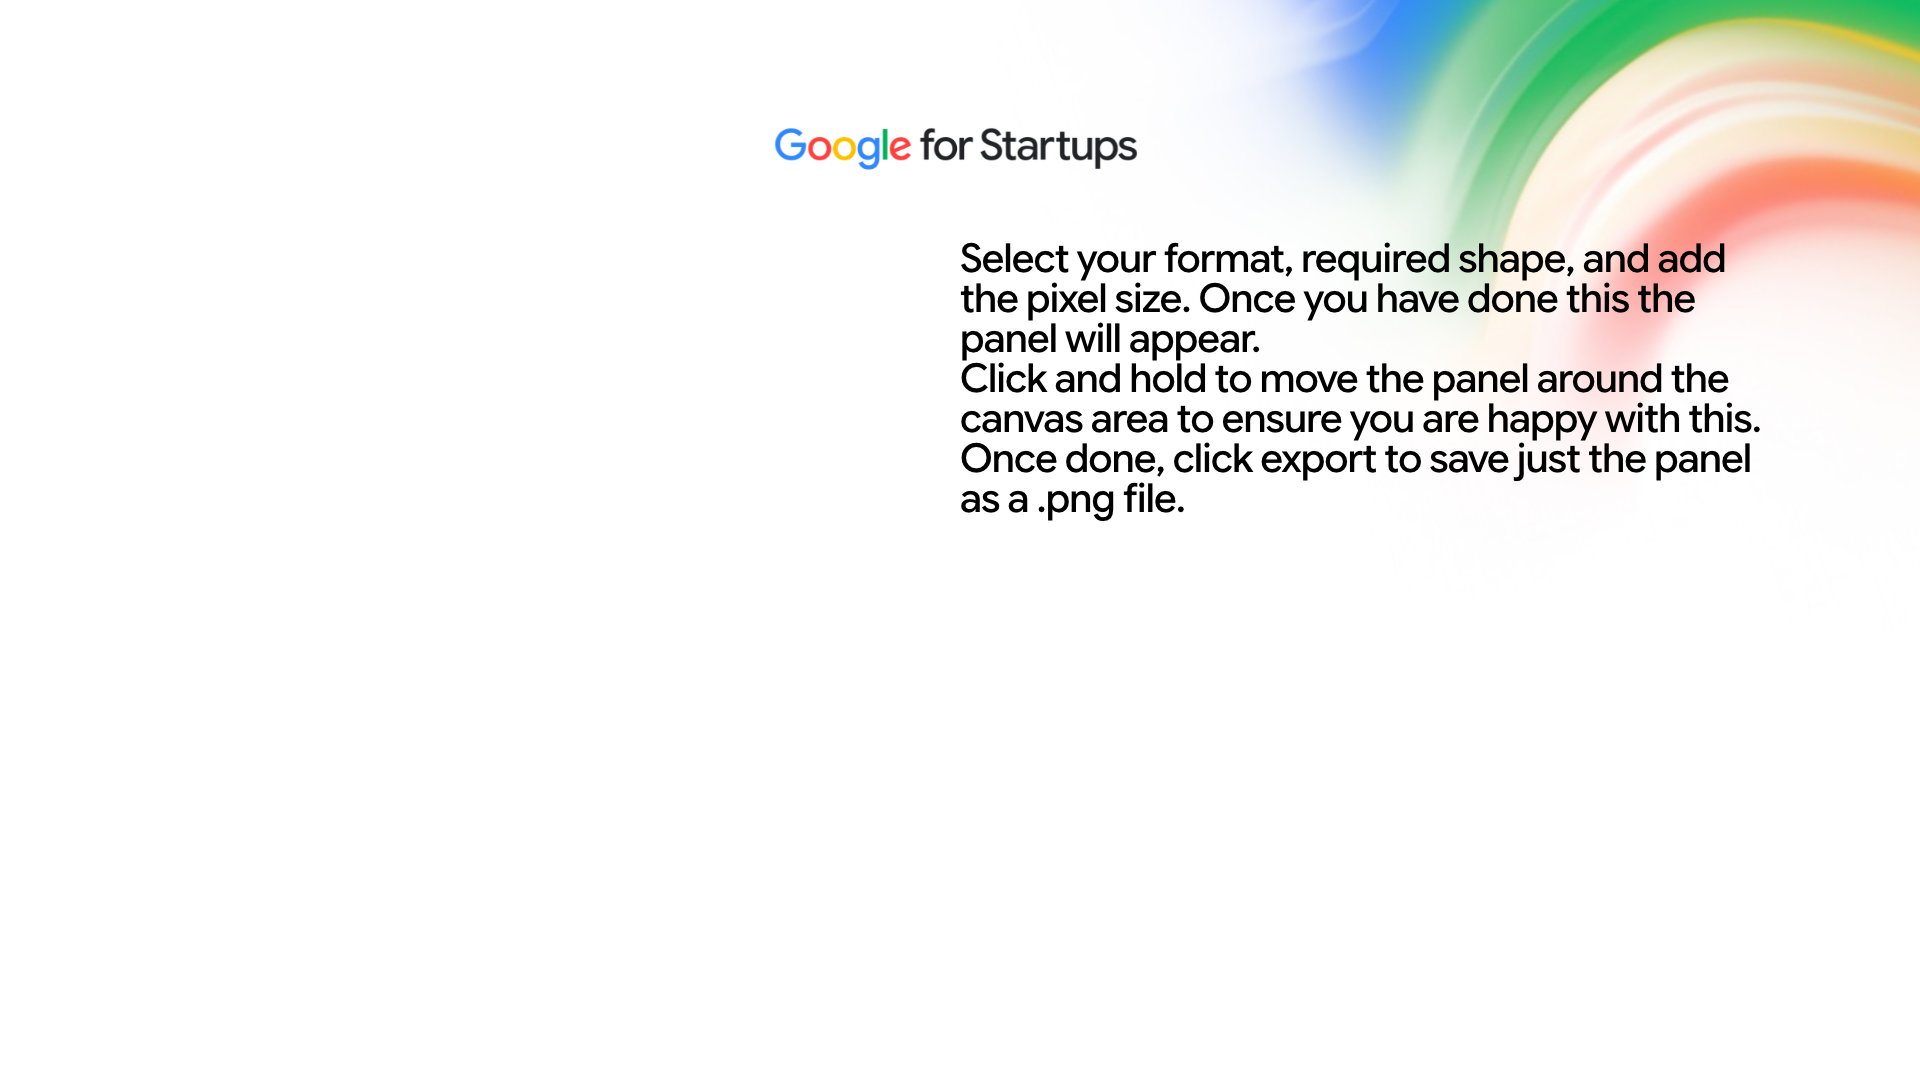 Google for Startups
Select your format, required shape, and add
the pixel size. Once you have done this the
panel will appear.
Click and hold to move the panel around the
canvas area to ensure you are happy with this.
Once done, click export to save just the panel
as a .png file.